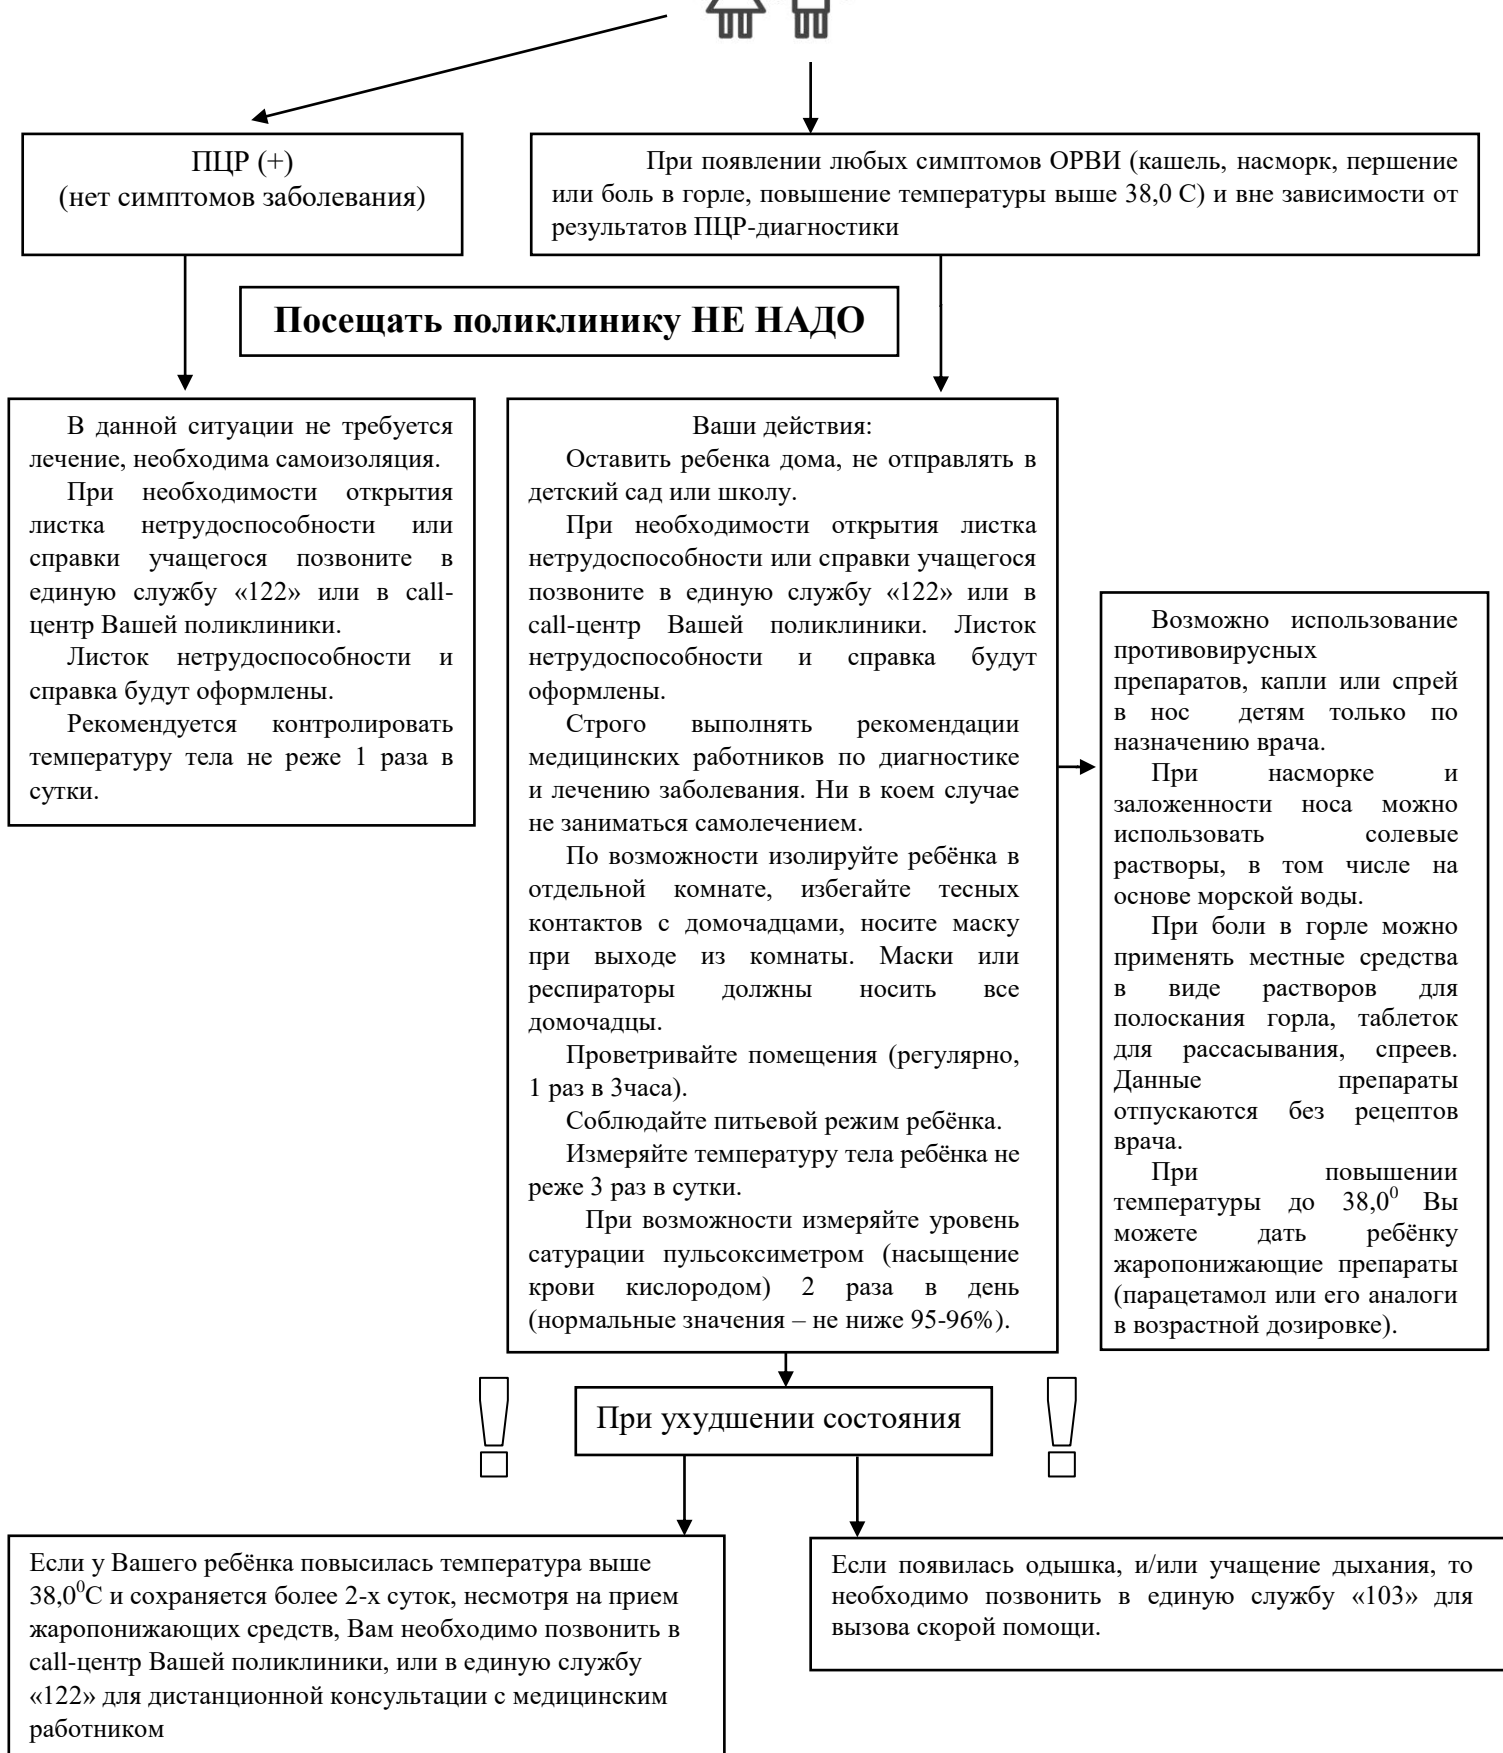 ПЦР (+)
(нет симптомов заболевания)
При появлении любых симптомов ОРВИ (кашель, насморк, першение
или боль в горле, повышение температуры выше 38,0 С) и вне зависимости от
результатов ПЦР-диагностики
Посещать поликлинику НЕ НАДО
В данной ситуации не требуется
лечение, необходима самоизоляция.
При необходимости открытия
листка нетрудоспособности или
справки учащегося позвоните в
единую службу «122» или в call-
центр Вашей поликлиники.
Листок нетрудоспособности и
справка будут оформлены.
Рекомендуется контролировать
температуру тела не реже 1 раза в
сутки.
Ваши действия:
Оставить ребенка дома, не отправлять в
детский сад или школу.
При необходимости открытия листка
нетрудоспособности или справки учащегося
позвоните в единую службу «122» или в
call-центр Вашей поликлиники. Листок
нетрудоспособности и справка будут
оформлены.
Строго выполнять рекомендации
медицинских работников по диагностике
и лечению заболевания. Ни в коем случае
не заниматься самолечением.
По возможности изолируйте ребёнка в
отдельной комнате, избегайте тесных
контактов с домочадцами, носите маску
при выходе из комнаты. Маски или
респираторы должны носить все
домочадцы.
Проветривайте помещения (регулярно,
1 раз в 3часа).
Соблюдайте питьевой режим ребёнка.
Измеряйте температуру тела ребёнка не
реже 3 раз в сутки.
При возможности измеряйте уровень
сатурации пульсоксиметром (насыщение
крови кислородом) 2 раза в день
(нормальные значения – не ниже 95-96%).
Возможно использование
противовирусных
препаратов, капли или спрей
в нос детям только по
назначению врача.
При насморке и
заложенности носа можно
использовать солевые
растворы, в том числе на
основе морской воды.
При боли в горле можно
применять местные средства
в виде растворов для
полоскания горла, таблеток
для рассасывания, спреев.
Данные препараты
отпускаются без рецептов
врача.
При повышении
температуры до 38,0⁰ Вы
можете дать ребёнку
жаропонижающие препараты
(парацетамол или его аналоги
в возрастной дозировке).
! При ухудшении состояния !
Если у Вашего ребёнка повысилась температура выше
38,0⁰С и сохраняется более 2-х суток, несмотря на прием
жаропонижающих средств, Вам необходимо позвонить в
call-центр Вашей поликлиники, или в единую службу
«122» для дистанционной консультации с медицинским
работником
Если появилась одышка, и/или учащение дыхания, то
необходимо позвонить в единую службу «103» для
вызова скорой помощи.